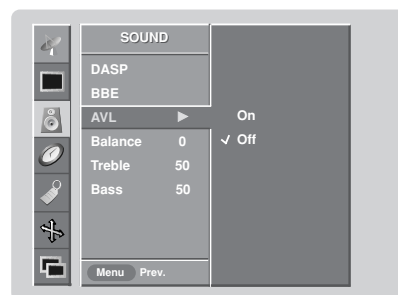 SOUND
DASP
BBE
AVL ▶ On
Balance 0 ✓ Off
Treble 50
Bass 50
Menu Prev.